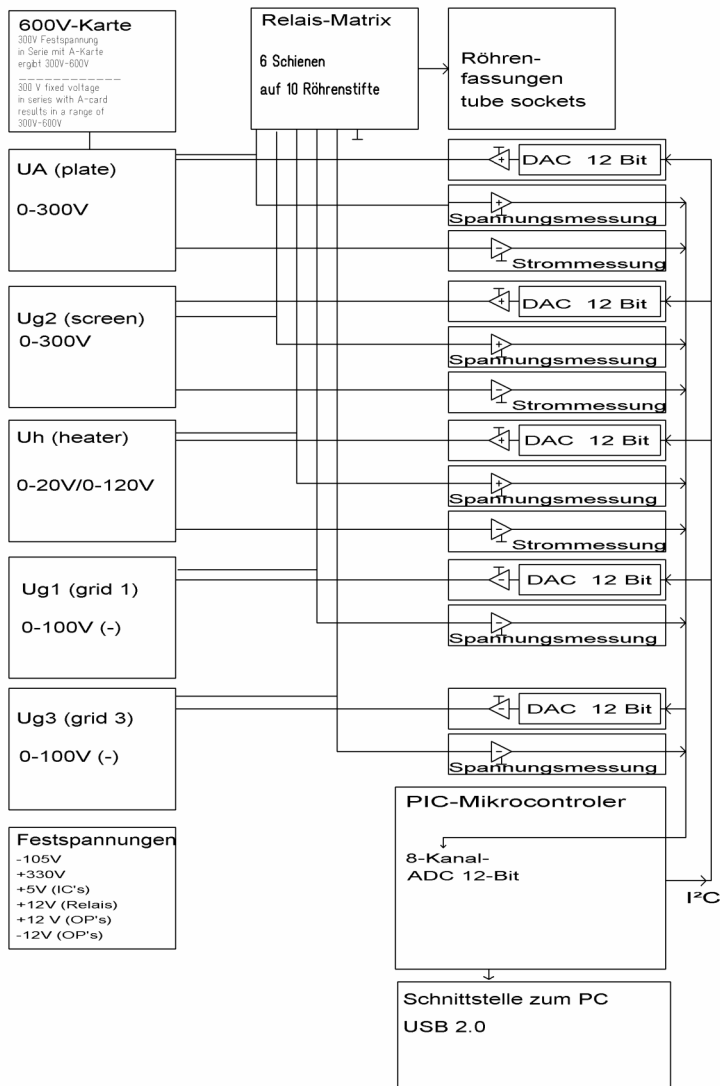 600V-Karte
300V Festspannung
in Serie mit A-Karte
ergibt 300V-600V
300 V fixed voltage
in series with A-card
results in a range of
300V-600V
Relais-Matrix
6 Schienen
auf 10 Röhrenstifte
Röhren-
fassungen
tube sockets
UA (plate)
0-300V
DAC 12 Bit
Spannungsmessung
Strommessung
Ug2 (screen)
0-300V
DAC 12 Bit
Spannungsmessung
Strommessung
Uh (heater)
0-20V/0-120V
DAC 12 Bit
Spannungsmessung
Strommessung
Ug1 (grid 1)
0-100V (-)
DAC 12 Bit
Spannungsmessung
Ug3 (grid 3)
0-100V (-)
DAC 12 Bit
Spannungsmessung
Festspannungen
-105V
+330V
+5V (IC's)
+12V (Relais)
+12 V (OP's)
-12V (OP's)
PIC-Mikrocontroler
8-Kanal-
ADC 12-Bit
I²C
Schnittstelle zum PC
USB 2.0